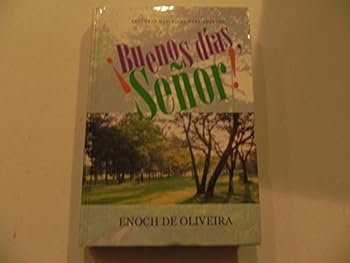 ¡Buenos días,
Señor!
ENOCH DE OLIVEIRA